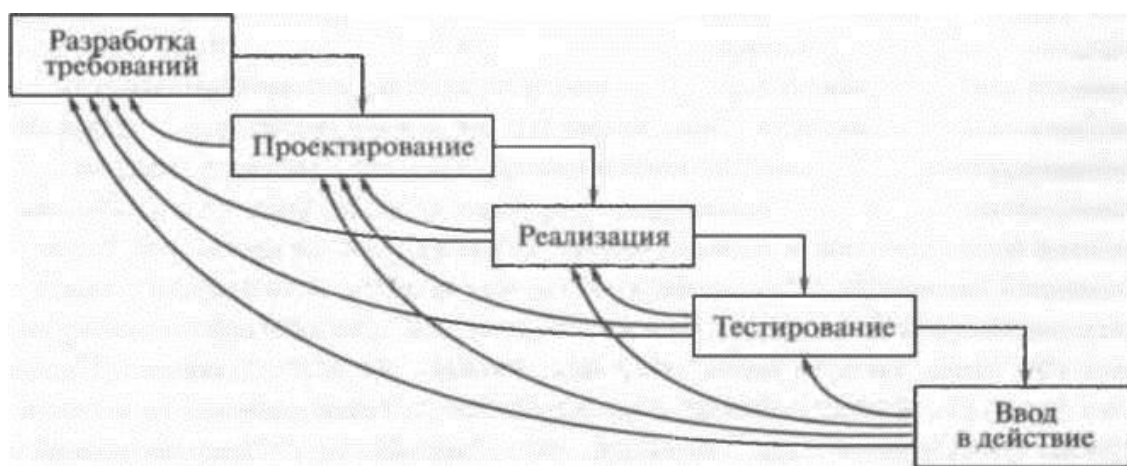 Разработка
требований
Проектирование
Реализация
Тестирование
Ввод
в действие